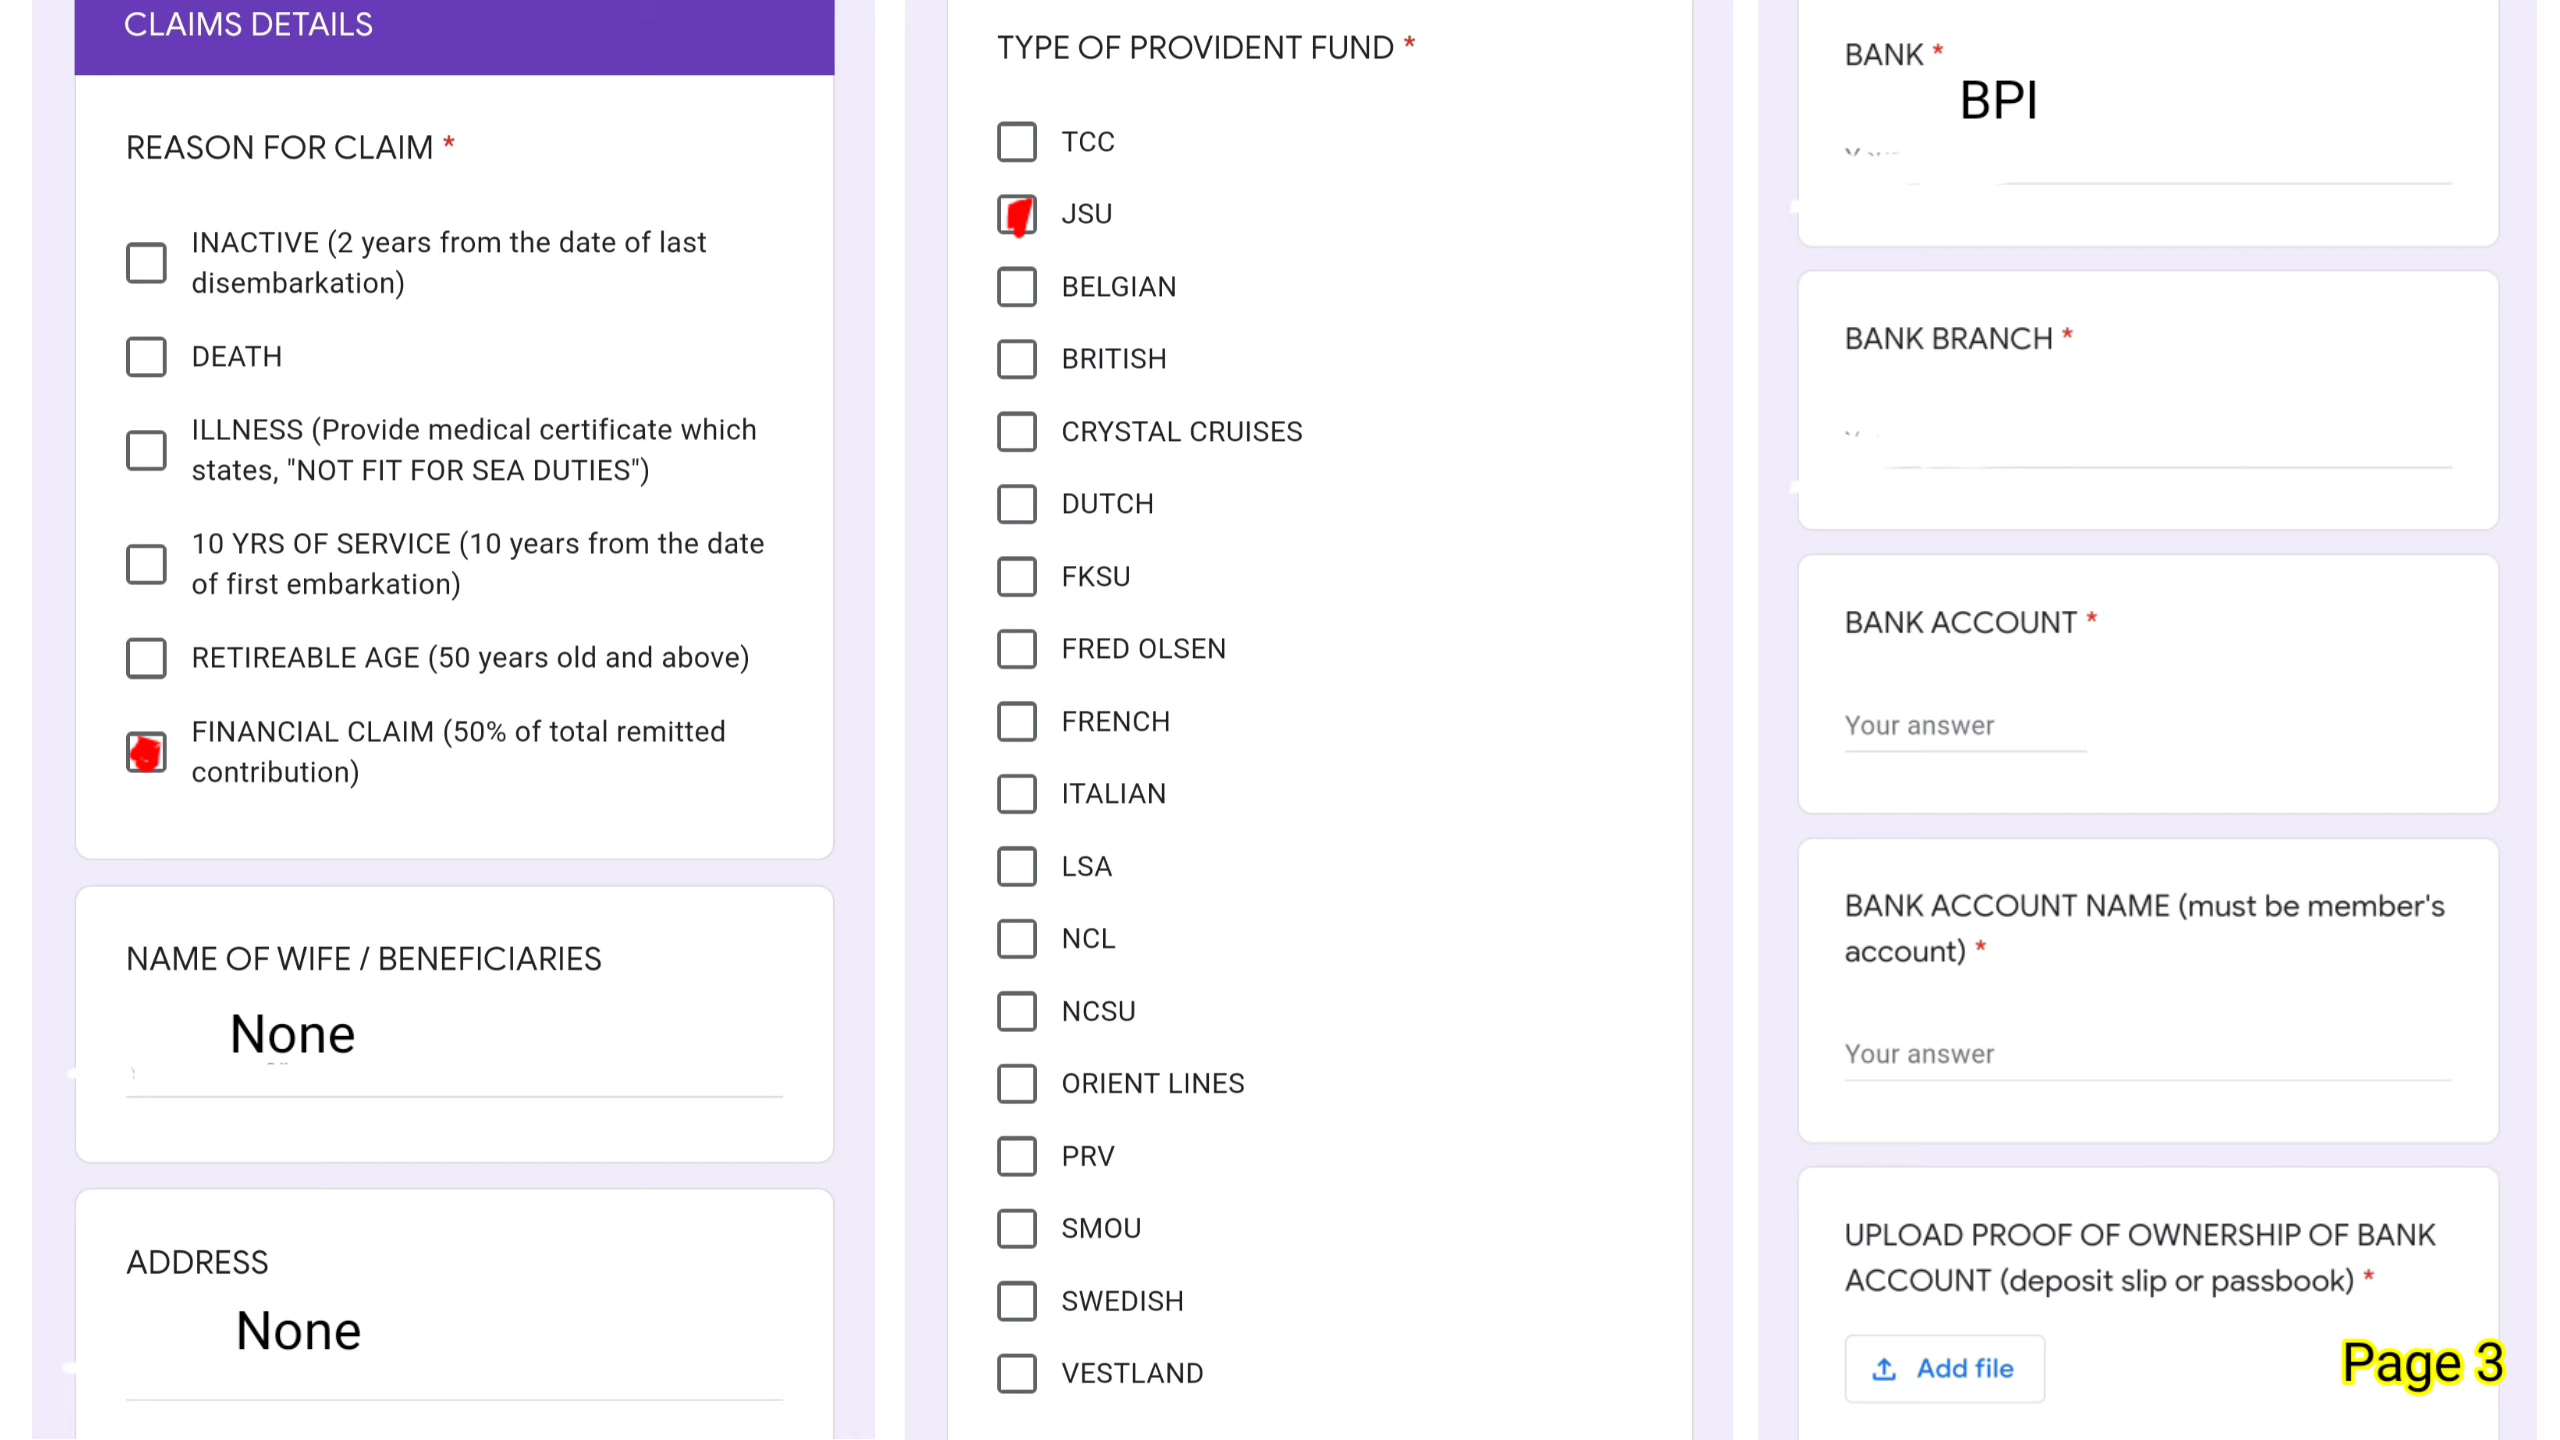 CLAIMS DETAILS
REASON FOR CLAIM *
INACTIVE (2 years from the date of last
disembarkation)
DEATH
ILLNESS (Provide medical certificate which
states, "NOT FIT FOR SEA DUTIES")
10 YRS OF SERVICE (10 years from the date
of first embarkation)
RETIREABLE AGE (50 years old and above)
FINANCIAL CLAIM (50% of total remitted
contribution)
NAME OF WIFE / BENEFICIARIES
None
ADDRESS
None
TYPE OF PROVIDENT FUND *
TCC
JSU
BELGIAN
BRITISH
CRYSTAL CRUISES
DUTCH
FKSU
FRED OLSEN
FRENCH
ITALIAN
LSA
NCL
NCSU
ORIENT LINES
PRV
SMOU
SWEDISH
VESTLAND
BANK *
BPI
BANK BRANCH *
BANK ACCOUNT *
Your answer
BANK ACCOUNT NAME (must be member's
account) *
Your answer
UPLOAD PROOF OF OWNERSHIP OF BANK
ACCOUNT (deposit slip or passbook) *
Add file
Page 3